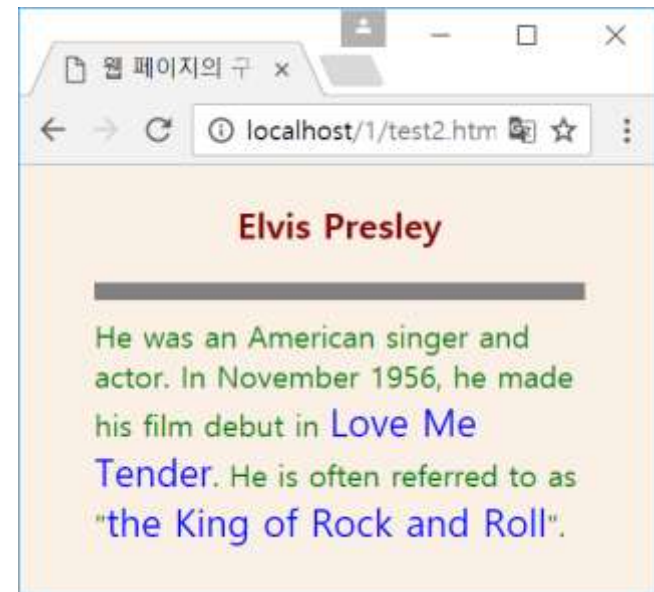 웹 페이지의 구
localhost/1/test2.htm
Elvis Presley
He was an American singer and
actor. In November 1956, he made
his film debut in Love Me
Tender. He is often referred to as
"the King of Rock and Roll".